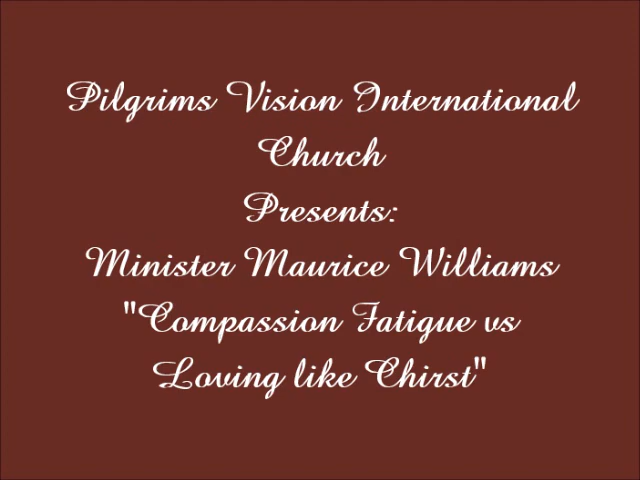 Pilgrims Vision International
Church
Presents:
Minister Maurice Williams
"Compassion Fatigue vs
Loving like Chirst"